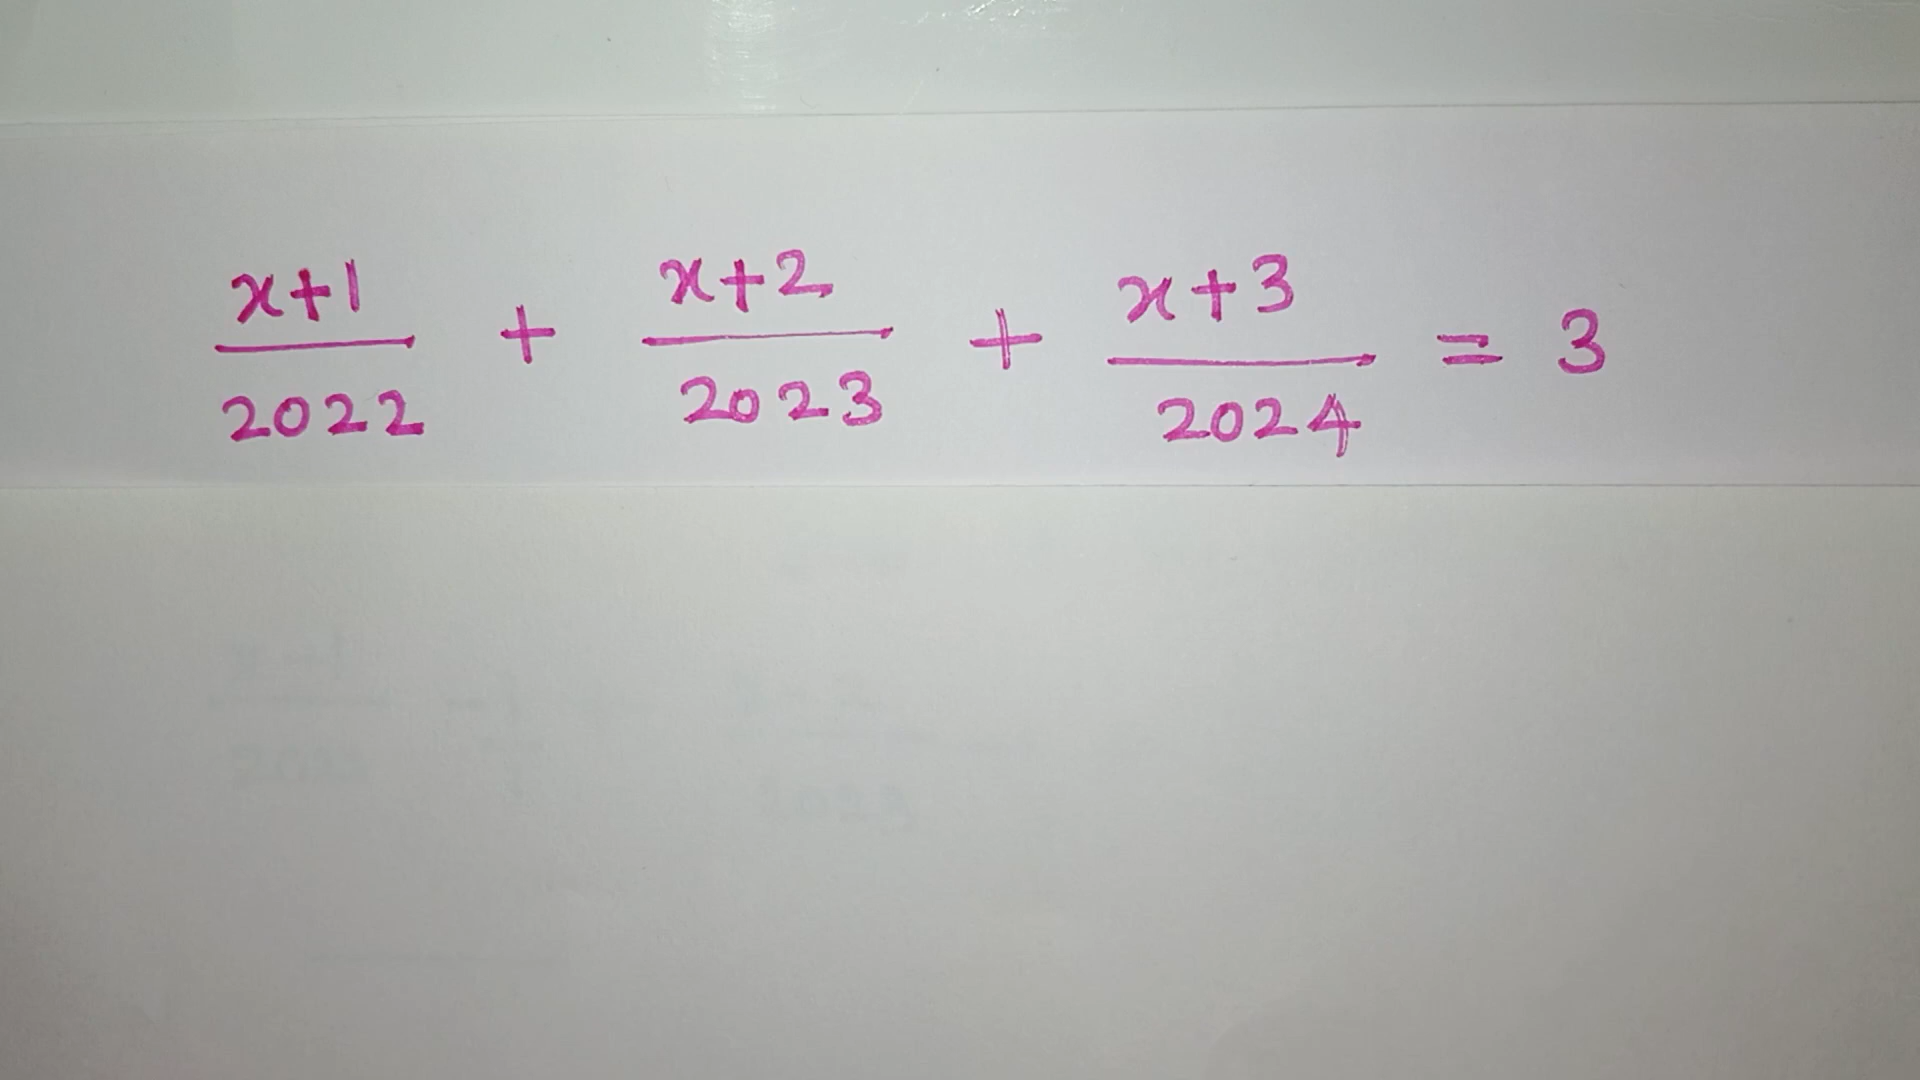 x+1/2022 + x+2/2023 + x+3/2024 = 3